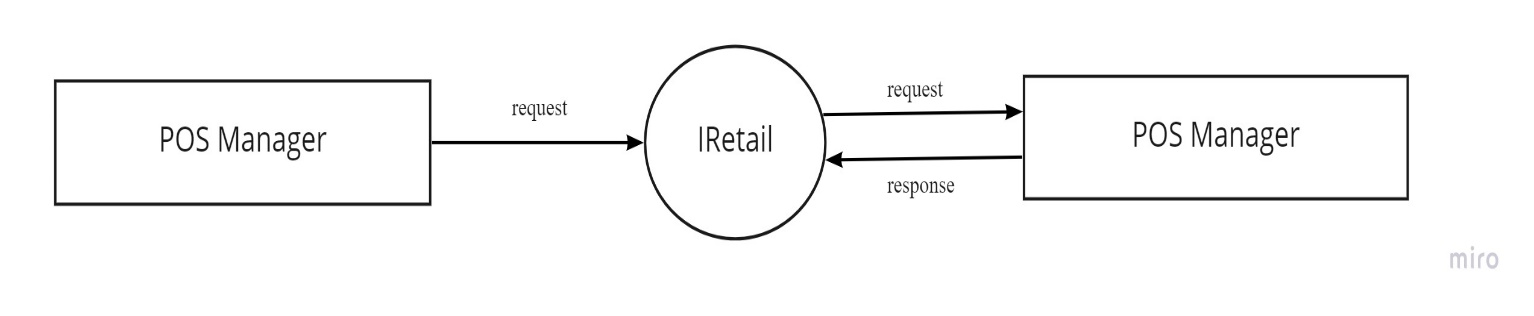 POS Manager
request
IRetail
request
response
POS Manager
miro